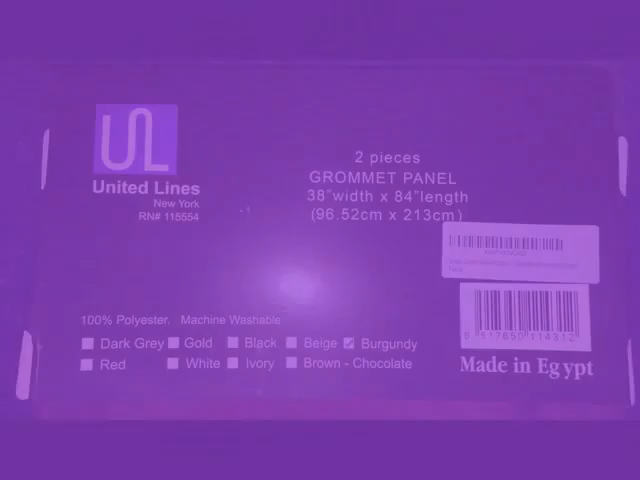 UL
United Lines
New York
RN# 115554
2 pieces
GROMMET PANEL
38"width x 84"length
(96.52cm x 213cm)
100% Polyester. Machine Washable
Dark Grey Gold Black Beige Burgundy
Red White Ivory Brown - Chocolate
Made in Egypt